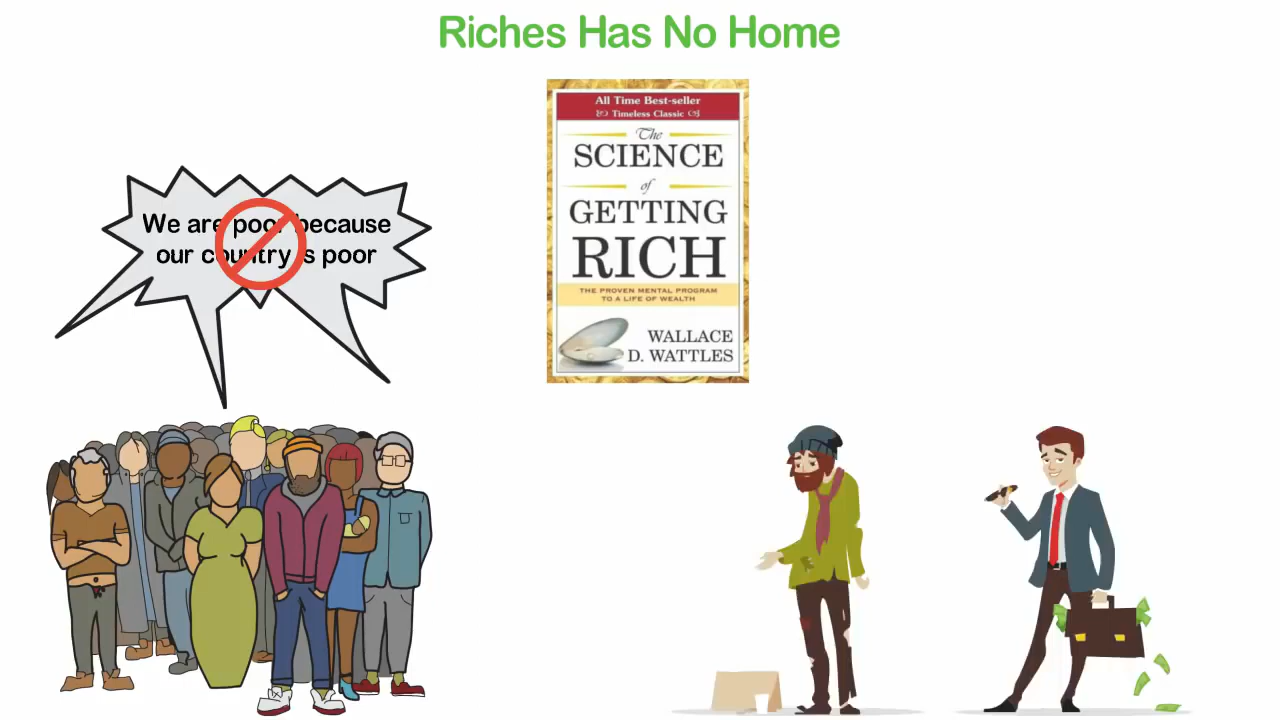 Riches Has No Home
We are poor because
our country is poor
All Time Best-seller
Timeless Classic
The
SCIENCE
of
GETTING
RICH
THE PROVEN MENTAL PROGRAM
TO A LIFE OF WEALTH
WALLACE
D. WATTLES